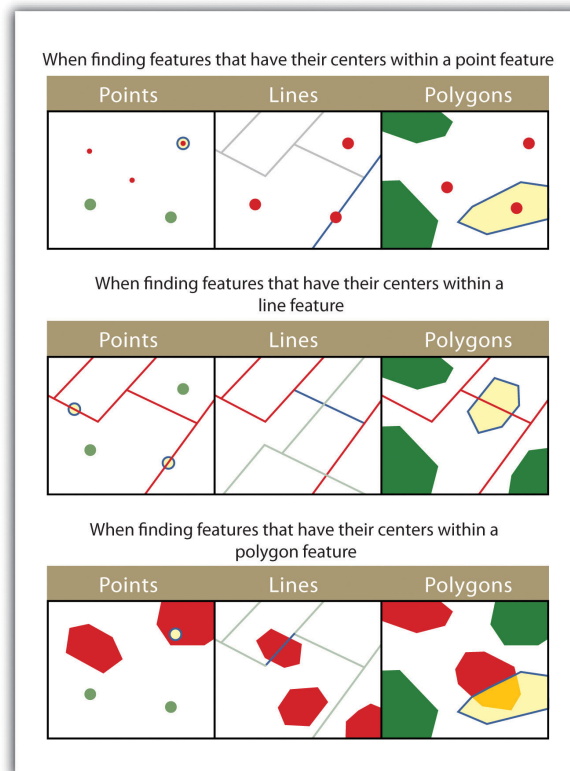 When finding features that have their centers within a point feature
Points Lines Polygons
When finding features that have their centers within a
line feature
Points Lines Polygons
When finding features that have their centers within a
polygon feature
Points Lines Polygons